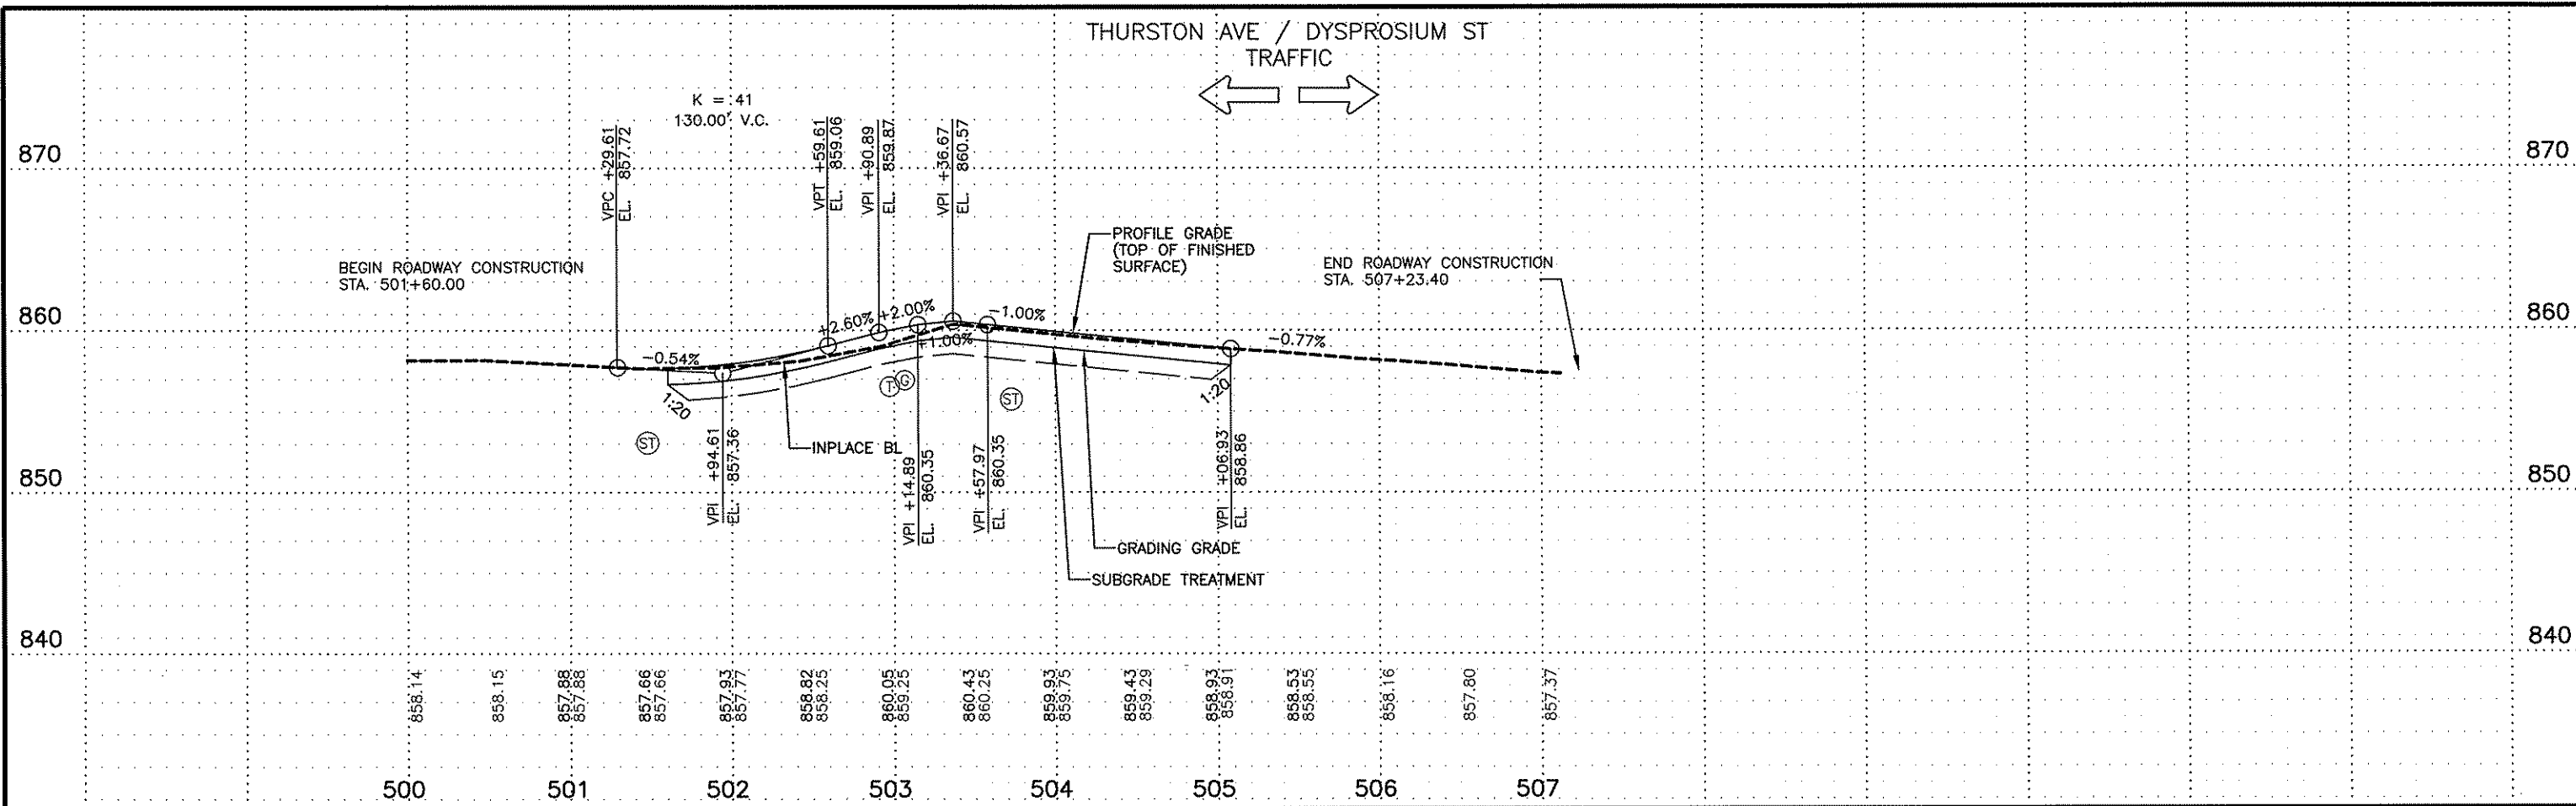 THURSTON AVE / DYSPROSIUM ST
TRAFFIC
K = 41
130.00' V.C.
VPC +29.61
EL. 857.72
VPT +59.61
EL. 859.06
VPI +90.89
EL. 859.87
VPI +36.67
EL. 860.57
870
870
PROFILE GRADE
(TOP OF FINISHED
SURFACE)
BEGIN ROADWAY CONSTRUCTION
STA. 501+60.00
END ROADWAY CONSTRUCTION
STA. 507+23.40
860
860
-0.54%
+2.60%
+2.00%
+1.00%
-1.00%
-0.77%
1:20
1:20
T
G
ST
ST
INPLACE BL
VPI +94.61
EL. 857.36
VPI +14.89
EL. 860.35
VPI +57.97
EL. 860.35
VPI +06.93
EL. 858.86
850
850
GRADING GRADE
SUBGRADE TREATMENT
840
840
858.14
858.15
857.88
857.88
857.66
857.66
857.93
857.77
858.82
858.25
860.05
859.25
860.43
860.25
859.93
859.75
859.43
859.29
858.93
858.91
858.53
858.55
858.16
857.80
857.37
500 501 502 503 504 505 506 507